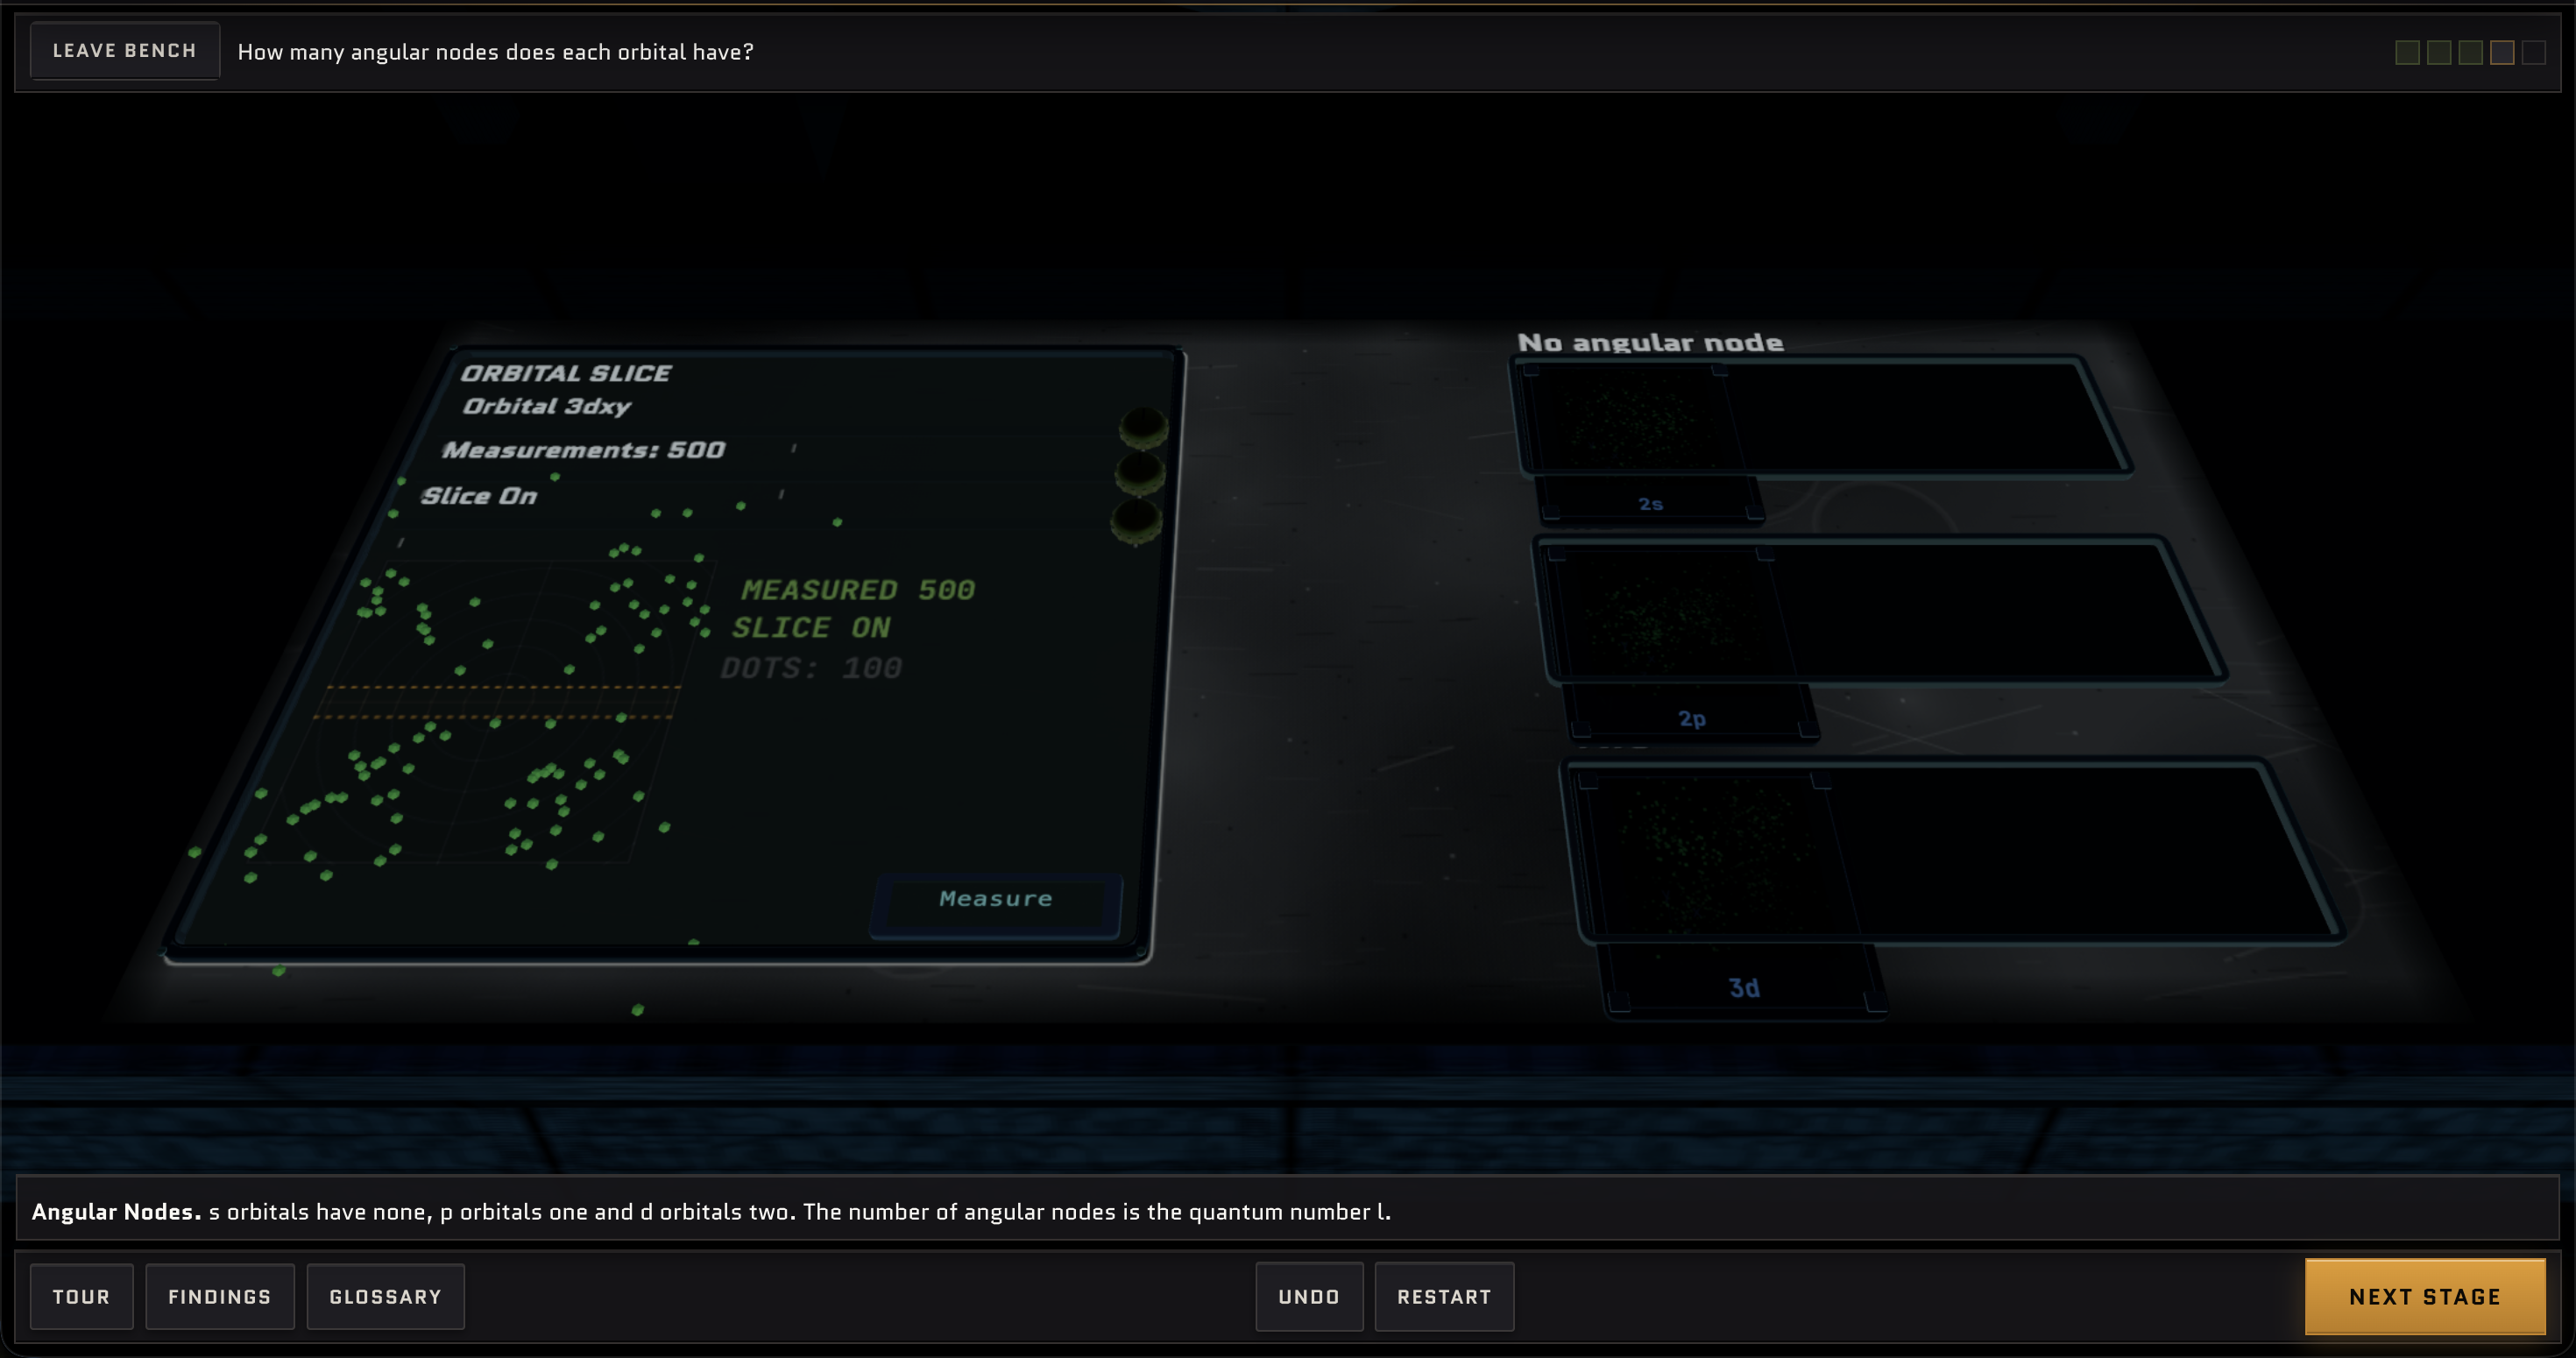 LEAVE BENCH
How many angular nodes does each orbital have?
ORBITAL SLICE
Orbital 3dxy
Measurements: 500
Slice On
MEASURED 500
SLICE ON
DOTS: 100
Measure
No angular node
2s
2p
3d
Angular Nodes. s orbitals have none, p orbitals one and d orbitals two. The number of angular nodes is the quantum number l.
TOUR
FINDINGS
GLOSSARY
UNDO
RESTART
NEXT STAGE